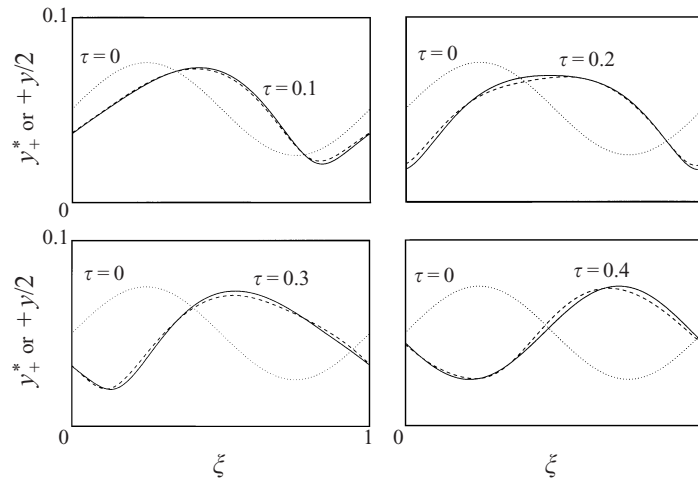 0.1
τ = 0
τ = 0.1
y*+ or + y/2
0
τ = 0
τ = 0.2
0.1
τ = 0
τ = 0.3
y*+ or + y/2
0
1
ξ
τ = 0
τ = 0.4
0
ξ